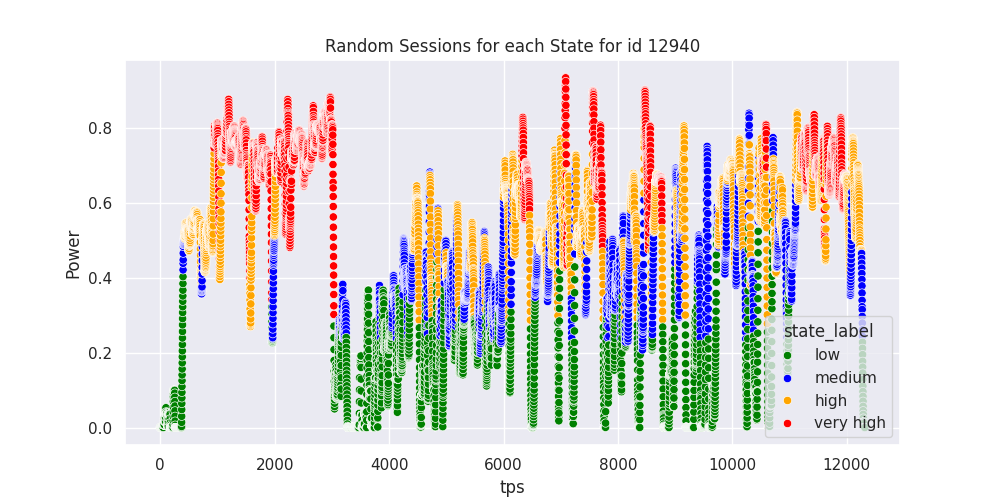 Random Sessions for each State for id 12940
Power
0.8
0.6
0.4
0.2
0.0
state_label
low
medium
high
very high
0 2000 4000 6000 8000 10000 12000
tps